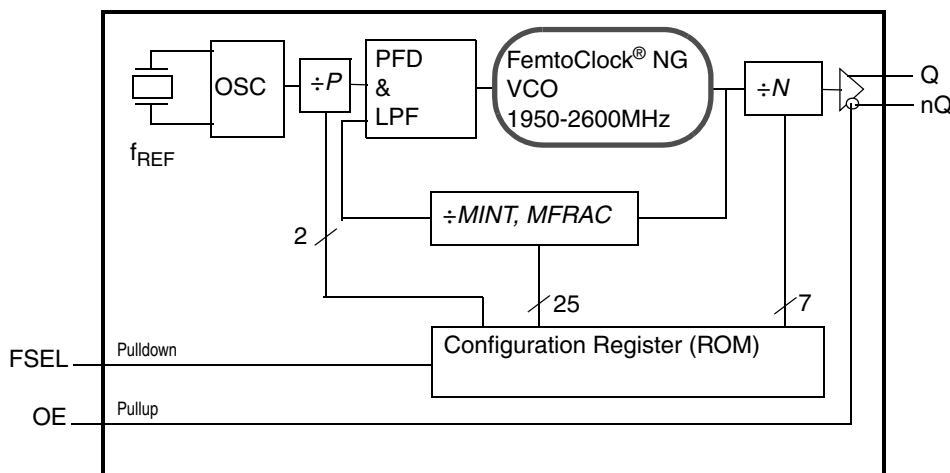 OSC
÷P
PFD
&
LPF
FemtoClock® NG
VCO
1950-2600MHz
÷N
Q
nQ
fREF
÷MINT, MFRAC
2
25
7
Configuration Register (ROM)
FSEL
Pulldown
OE
Pullup